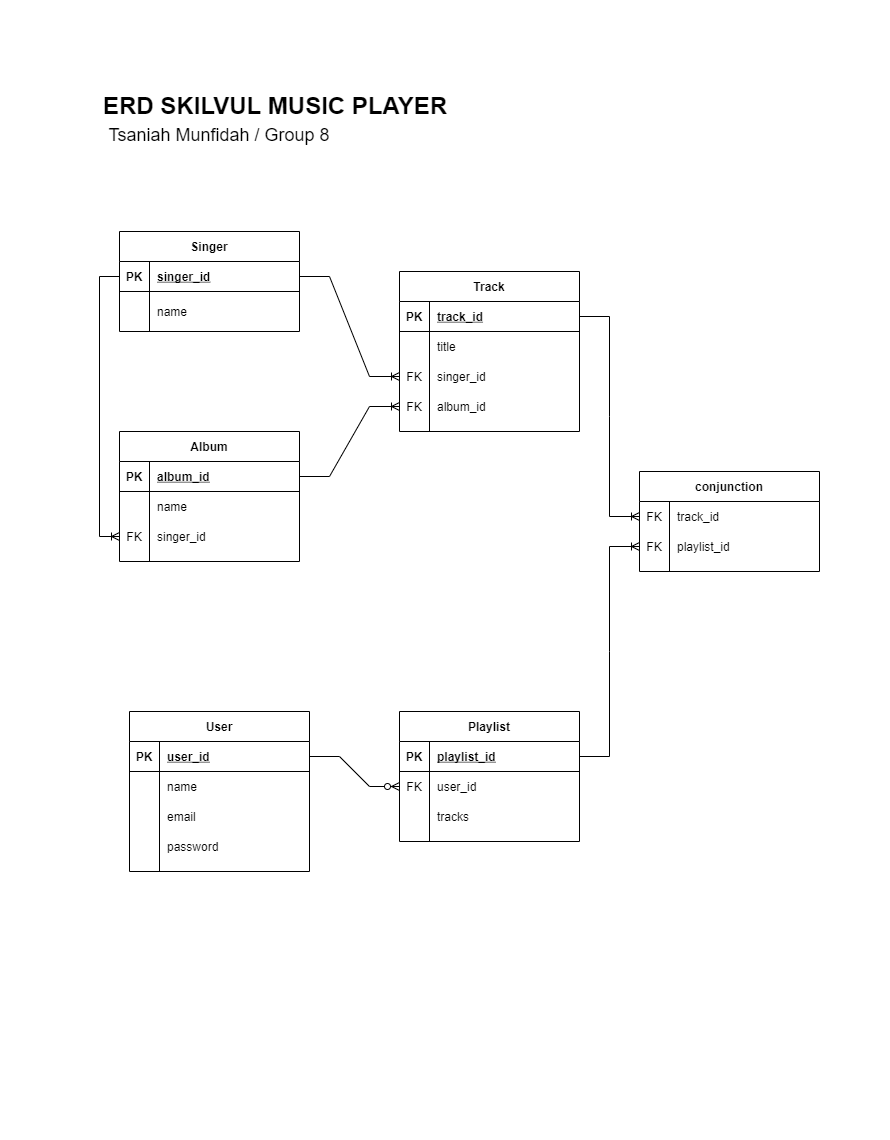 ERD SKILVUL MUSIC PLAYER
Tsaniah Munfidah / Group 8
Singer
PK singer_id
name
Track
PK track_id
title
FK singer_id
FK album_id
Album
PK album_id
name
FK singer_id
conjunction
FK track_id
FK playlist_id
User
PK user_id
name
email
password
Playlist
PK playlist_id
FK user_id
tracks